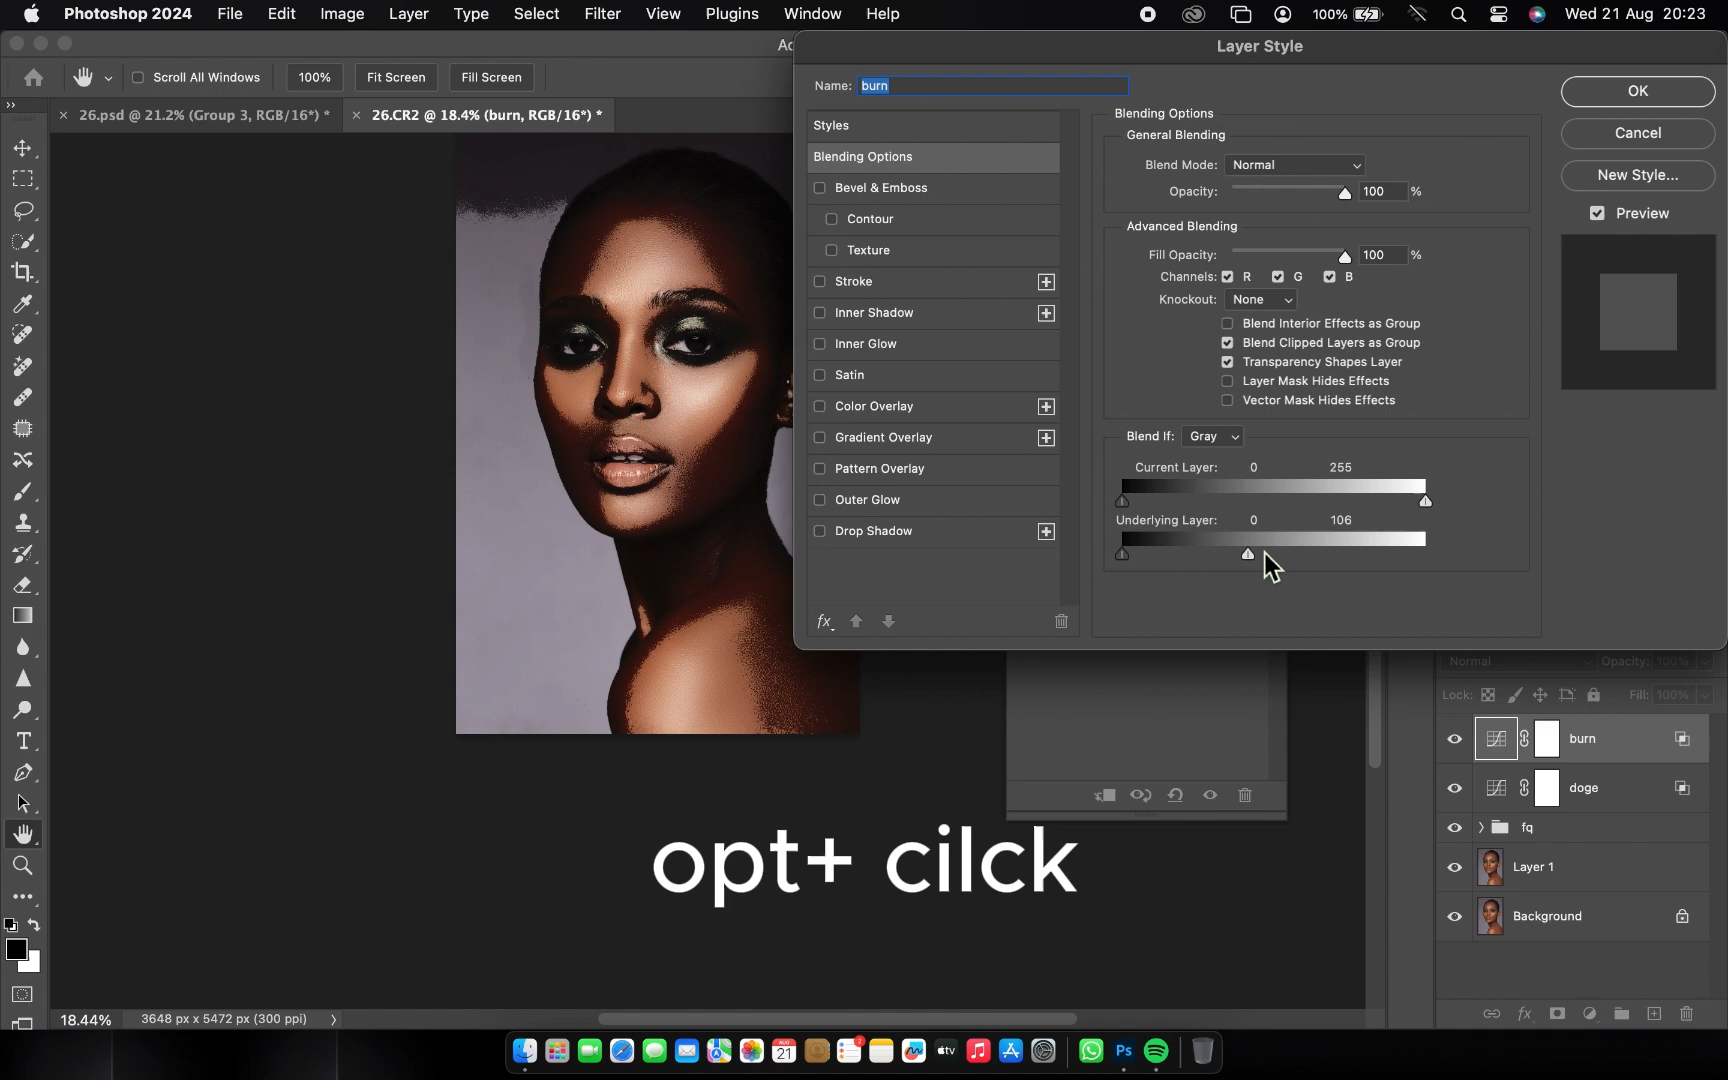 Photoshop 2024 File Edit Image Layer Type Select Filter View Plugins Window Help 100% Wed 21 Aug 20:23
Layer Style
Scroll All Windows 100% Fit Screen Fill Screen
× 26.psd @ 21.2% (Group 3, RGB/16*) * × 26.CR2 @ 18.4% (burn, RGB/16*) *
Name: burn
OK
Cancel
New Style...
Preview
Styles
Blending Options
Bevel & Emboss
Contour
Texture
Stroke
Inner Shadow
Inner Glow
Satin
Color Overlay
Gradient Overlay
Pattern Overlay
Outer Glow
Drop Shadow
fx
Blending Options
General Blending
Blend Mode: Normal
Opacity: 100 %
Advanced Blending
Fill Opacity: 100 %
Channels: R G B
Knockout: None
Blend Interior Effects as Group
Blend Clipped Layers as Group
Transparency Shapes Layer
Layer Mask Hides Effects
Vector Mask Hides Effects
Blend If: Gray
Current Layer: 0 255
Underlying Layer: 0 106
Normal Opacity: 100%
Lock: Fill: 100%
burn
doge
fq
Layer 1
Background
fx
opt+ cilck
18.44% 3648 px x 5472 px (300 ppi)
AUG
21
2
tv
Ps